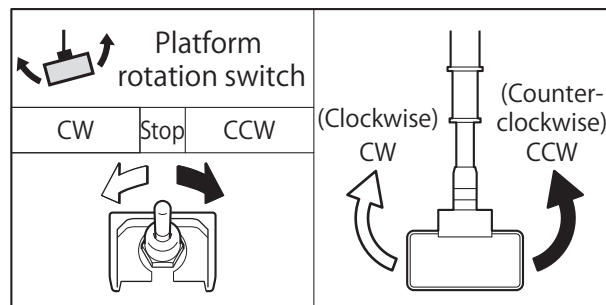 Platform
rotation switch
CW Stop CCW
(Clockwise)
CW
(Counter-
clockwise)
CCW